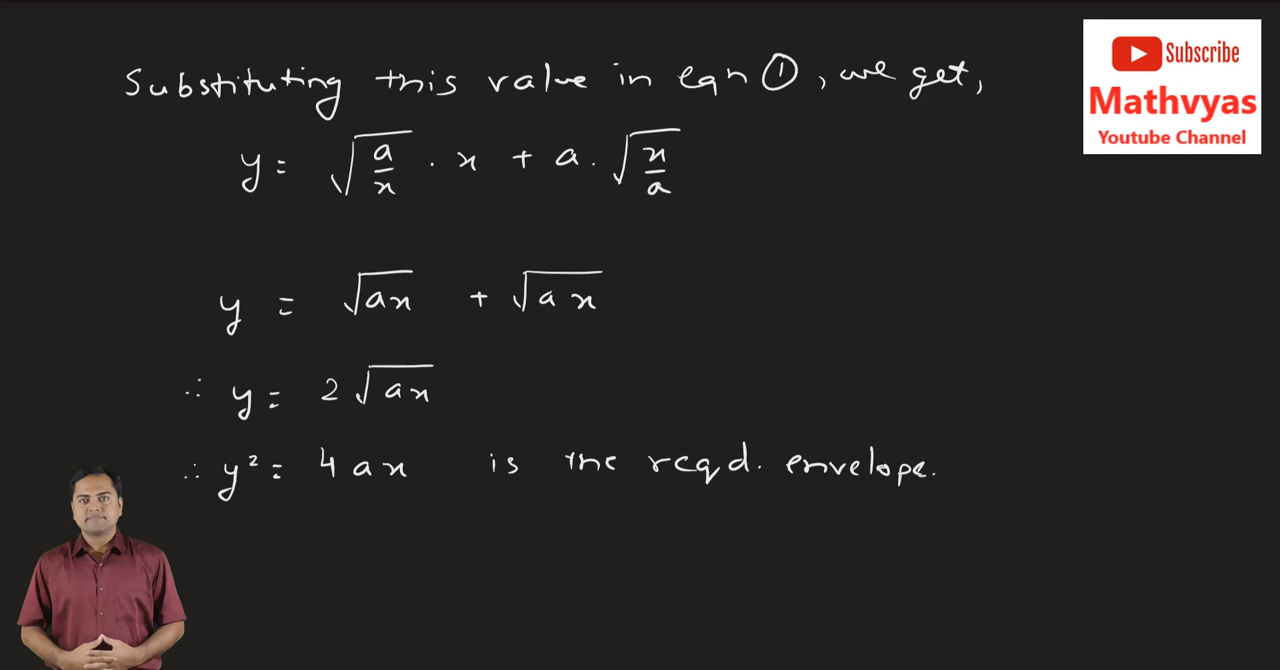 Substituting this value in eqn ①, we get,
y = √(a/x) . x + a . √(x/a)
y = √ax + √ax
∴ y = 2 √ax
∴ y² = 4ax is the reqd. envelope.
Subscribe
Mathvyas
Youtube Channel